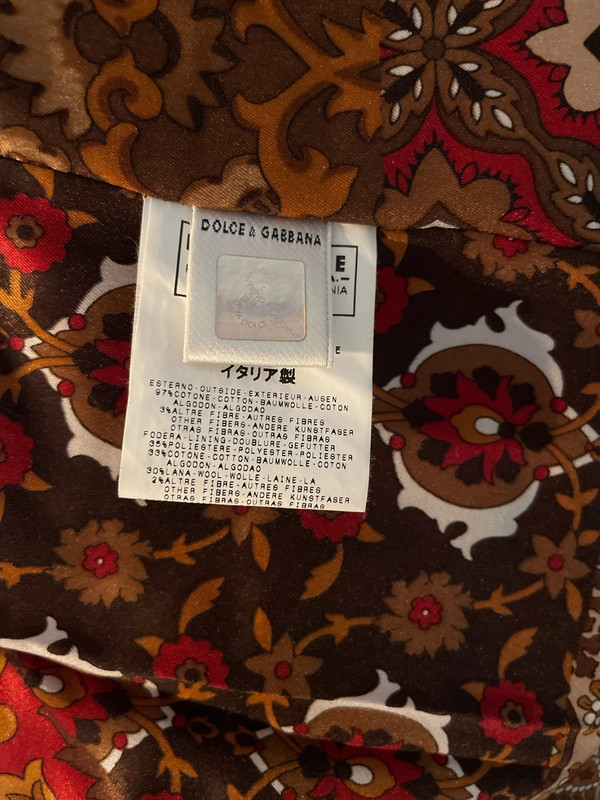 DOLCE & GABBANA
E
NIA
E
イタリア製
ESTERNO-OUTSIDE-EXTERIEUR-AUSEN
97%COTONE-COTTON-BAUMWOLLE-COTON
ALGODON-ALGODAO
3%ALTRE FIBRE-AUTRES FIBRES
OTHER FIBERS-ANDERE KUNSTFASER
OTRAS FIBRAS-OUTRAS FIBRAS
FODERA-LINING-DOUBLURE-GEFUTTER
35%POLIESTERE-POLYESTER-POLIESTER
33%COTONE-COTTON-BAUMWOLLE-COTON
ALGODON-ALGODAO
30%LANA-WOOL-WOLLE-LAINE-LA
2%ALTRE FIBRE-AUTRES FIBRES
OTHER FIBERS-ANDERE KUNSTFASER
OTRAS FIBRAS-OUTRAS FIBRAS